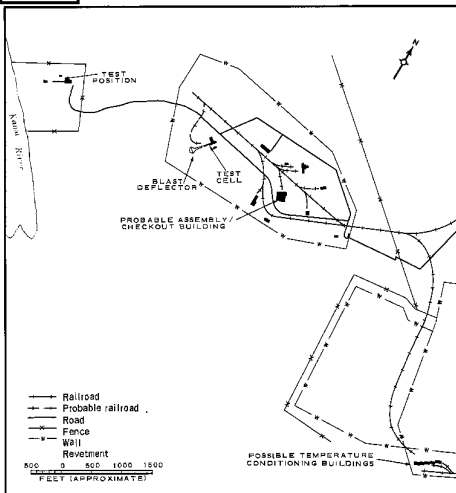 N
TEST
POSITION
Kama River
BLAST
DEFLECTOR
TEST
CELL
PROBABLE ASSEMBLY/
CHECKOUT BUILDING
Railroad
Probable railroad
Road
Fence
Wall
Revetment
500 0 500 1000 1500
FEET (APPROXIMATE)
POSSIBLE TEMPERATURE
CONDITIONING BUILDINGS